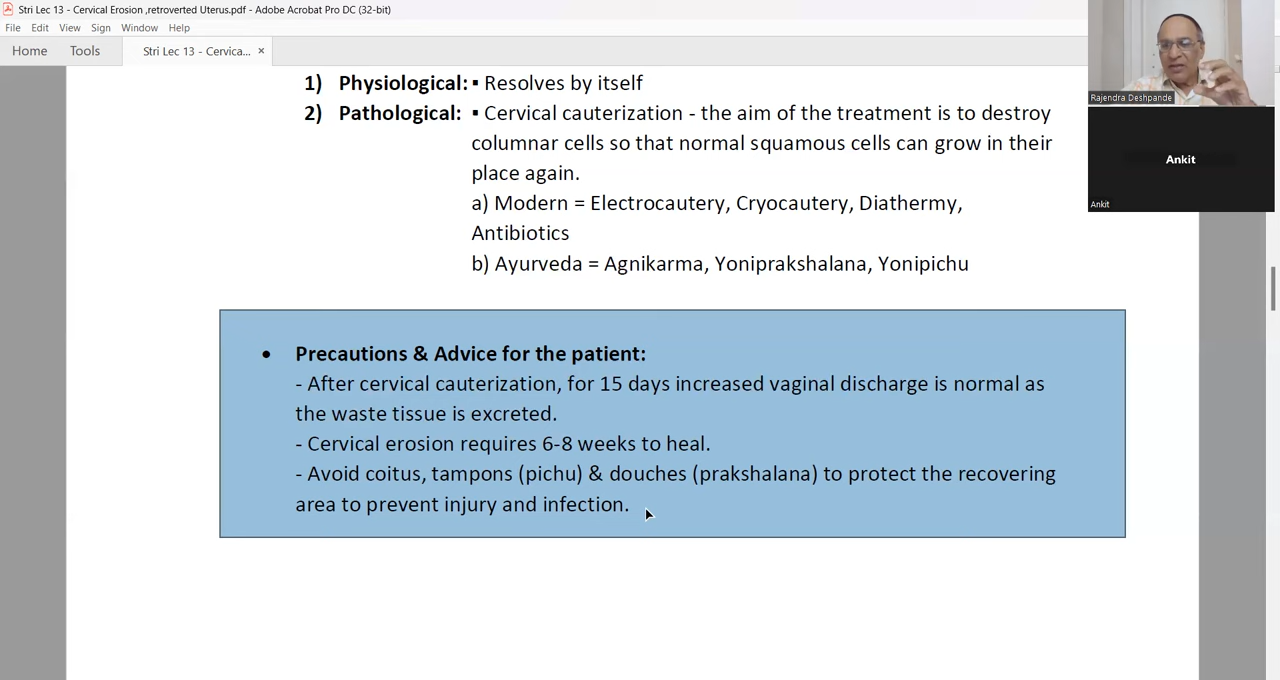 Stri Lec 13 - Cervical Erosion ,retroverted Uterus.pdf - Adobe Acrobat Pro DC (32-bit)
File Edit View Sign Window Help
Home Tools Stri Lec 13 - Cervica... ×
1) Physiological: ▪ Resolves by itself
2) Pathological: ▪ Cervical cauterization - the aim of the treatment is to destroy
columnar cells so that normal squamous cells can grow in their
place again.
a) Modern = Electrocautery, Cryocautery, Diathermy,
Antibiotics
b) Ayurveda = Agnikarma, Yoniprakshalana, Yonipichu
• Precautions & Advice for the patient:
- After cervical cauterization, for 15 days increased vaginal discharge is normal as
the waste tissue is excreted.
- Cervical erosion requires 6-8 weeks to heal.
- Avoid coitus, tampons (pichu) & douches (prakshalana) to protect the recovering
area to prevent injury and infection.
Rajendra Deshpande
Ankit
Ankit